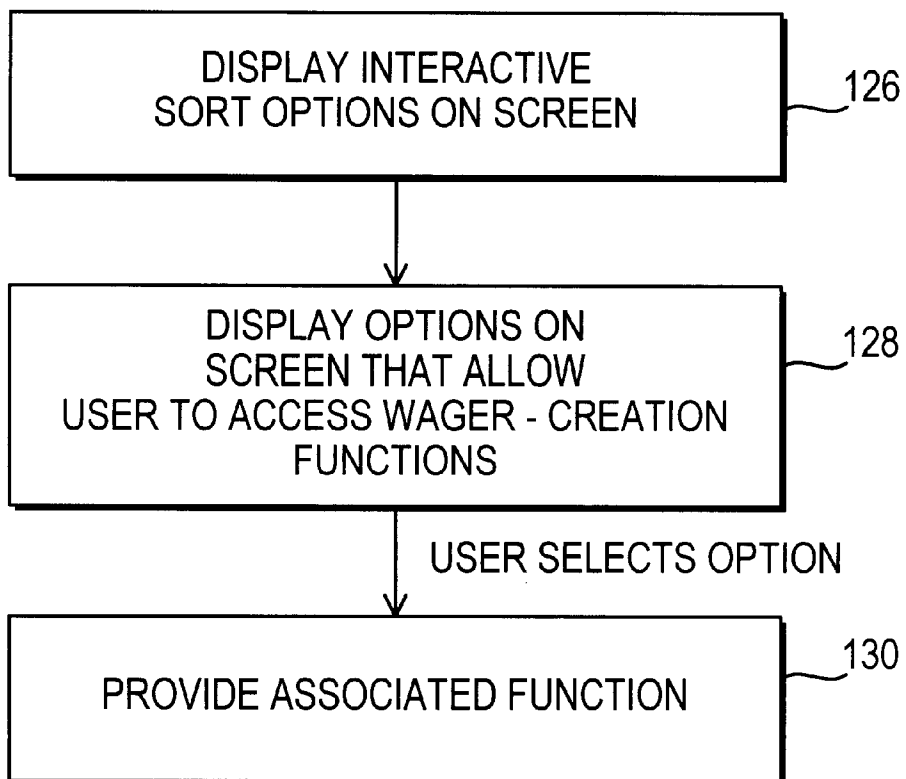 DISPLAY INTERACTIVE
SORT OPTIONS ON SCREEN
126
DISPLAY OPTIONS ON
SCREEN THAT ALLOW
USER TO ACCESS WAGER - CREATION
FUNCTIONS
128
USER SELECTS OPTION
PROVIDE ASSOCIATED FUNCTION
130